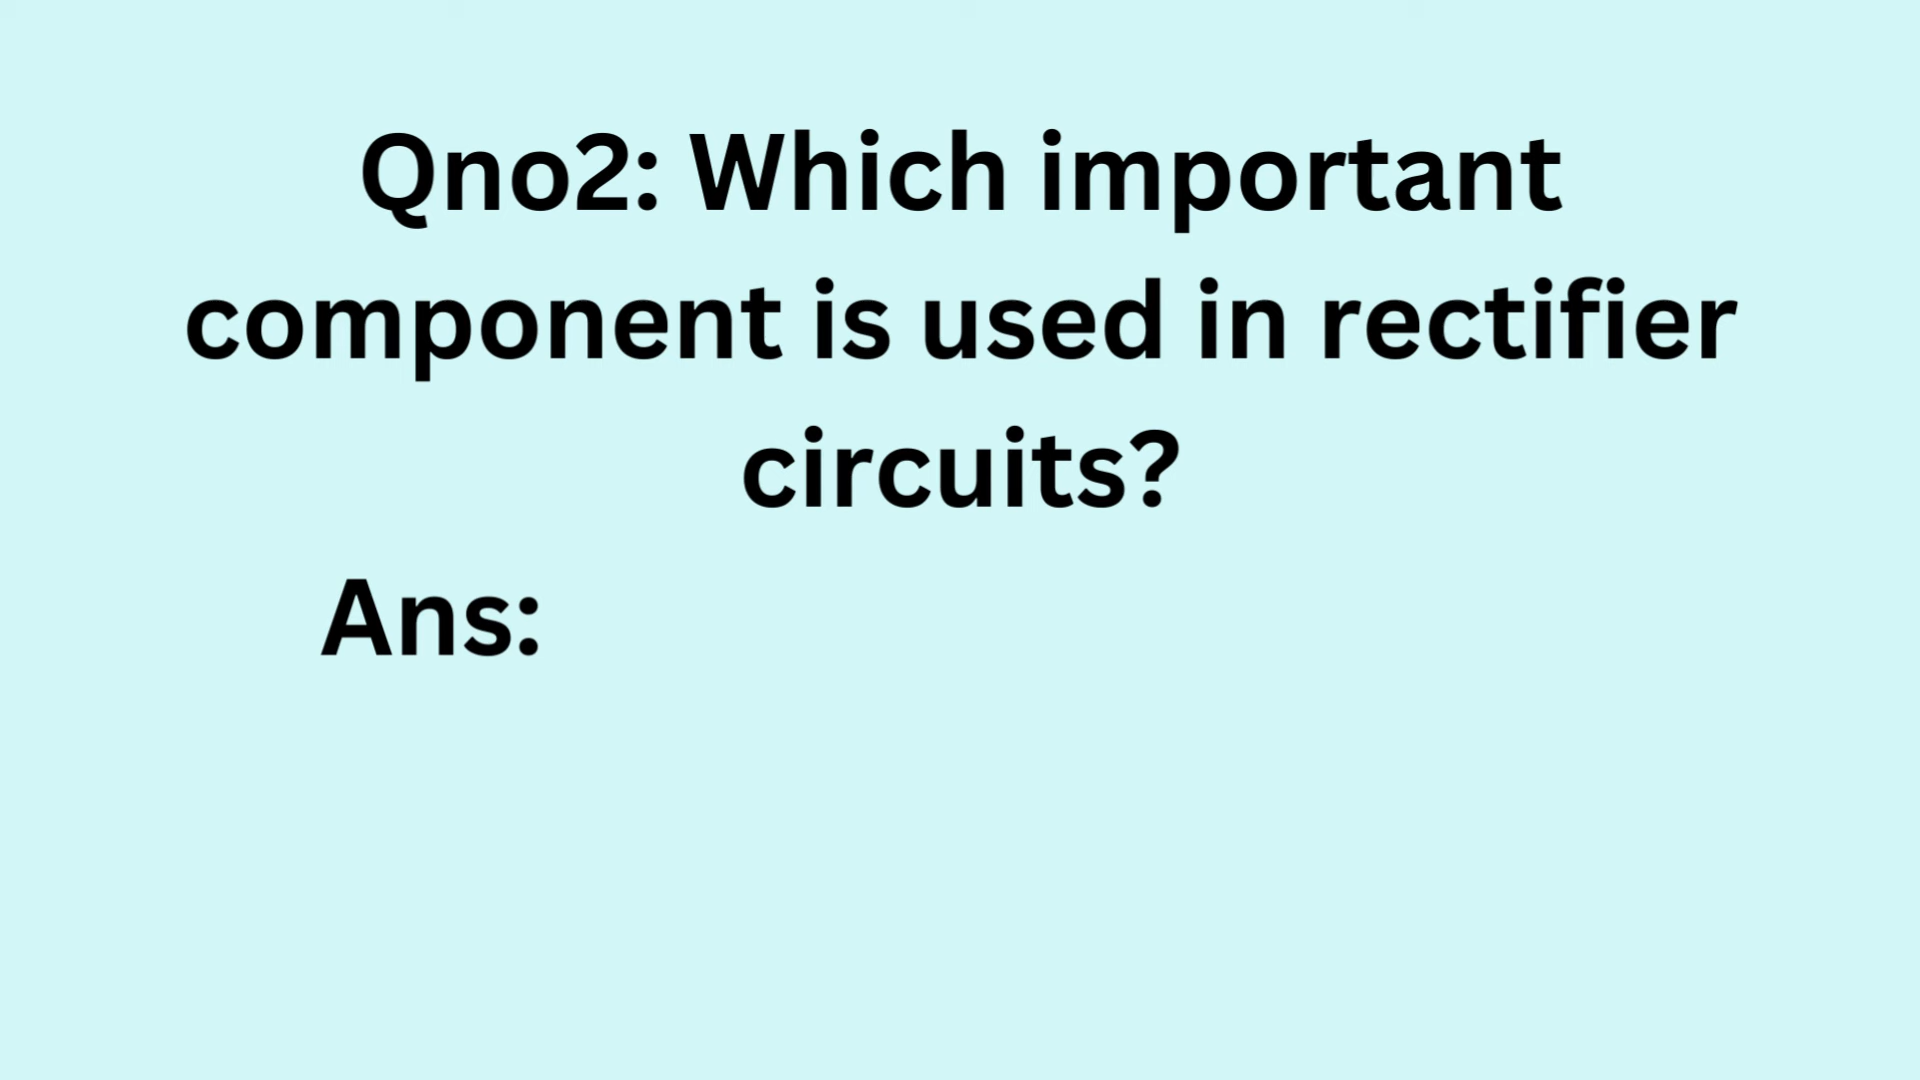 Qno2: Which important
component is used in rectifier
circuits?
Ans: